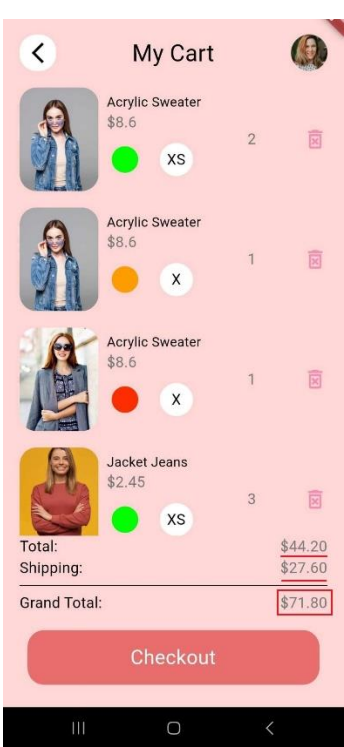 My Cart
Acrylic Sweater
$8.6
2
XS
Acrylic Sweater
$8.6
1
X
Acrylic Sweater
$8.6
1
X
Jacket Jeans
$2.45
3
XS
Total: $44.20
Shipping: $27.60
Grand Total: $71.80
Checkout